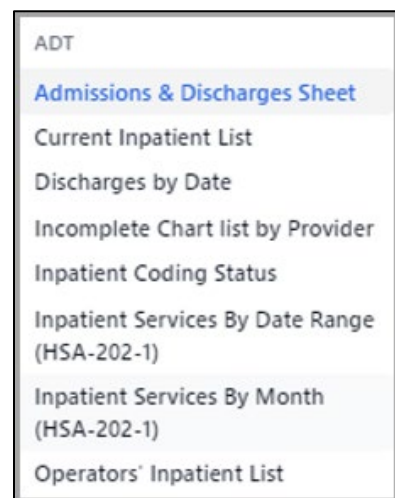 ADT
Admissions & Discharges Sheet
Current Inpatient List
Discharges by Date
Incomplete Chart list by Provider
Inpatient Coding Status
Inpatient Services By Date Range
(HSA-202-1)
Inpatient Services By Month
(HSA-202-1)
Operators' Inpatient List